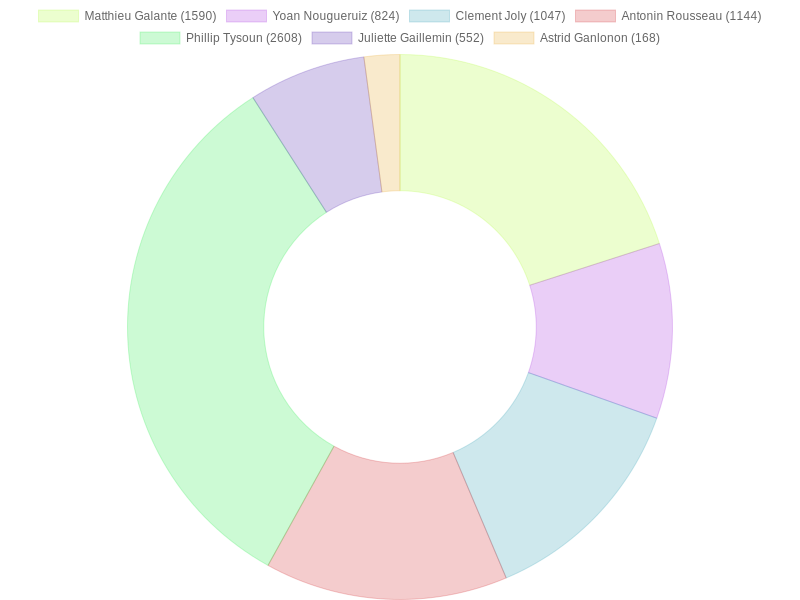 Matthieu Galante (1590) Yoan Nougueruiz (824) Clement Joly (1047) Antonin Rousseau (1144)
Phillip Tysoun (2608) Juliette Gaillemin (552) Astrid Ganlonon (168)